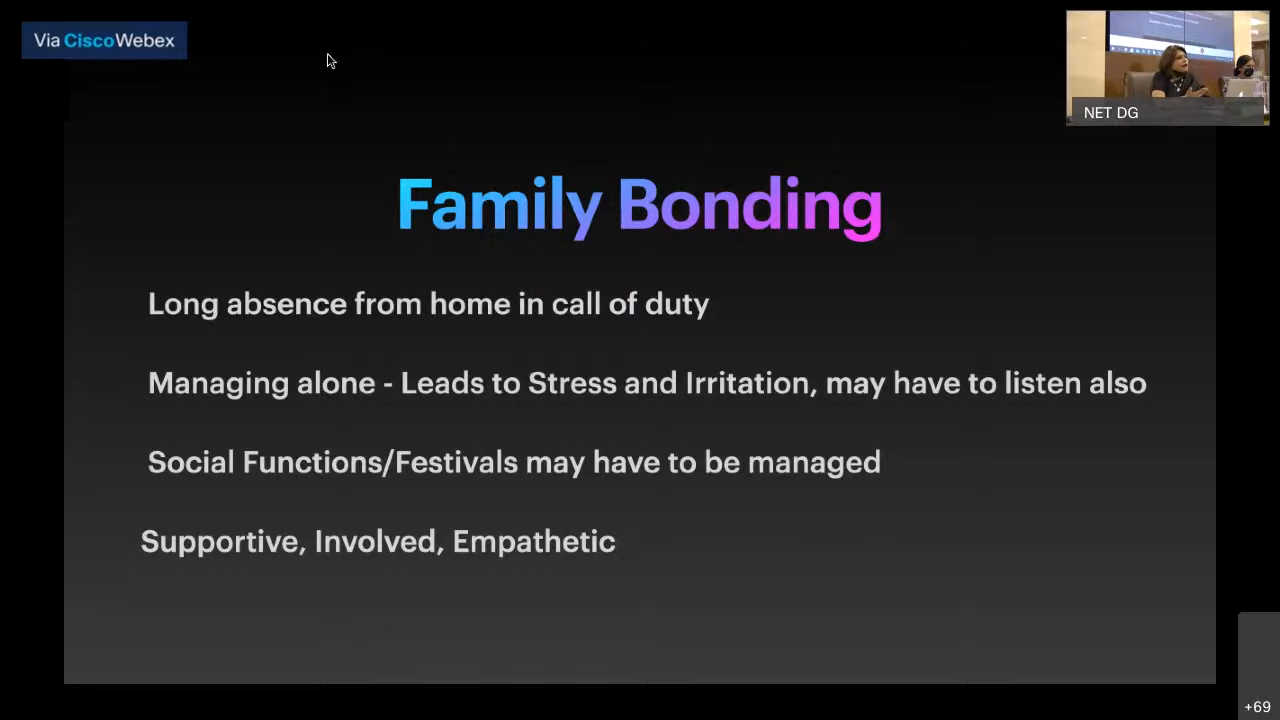 Via CiscoWebex
NET DG
Family Bonding
Long absence from home in call of duty
Managing alone - Leads to Stress and Irritation, may have to listen also
Social Functions/Festivals may have to be managed
Supportive, Involved, Empathetic
+69